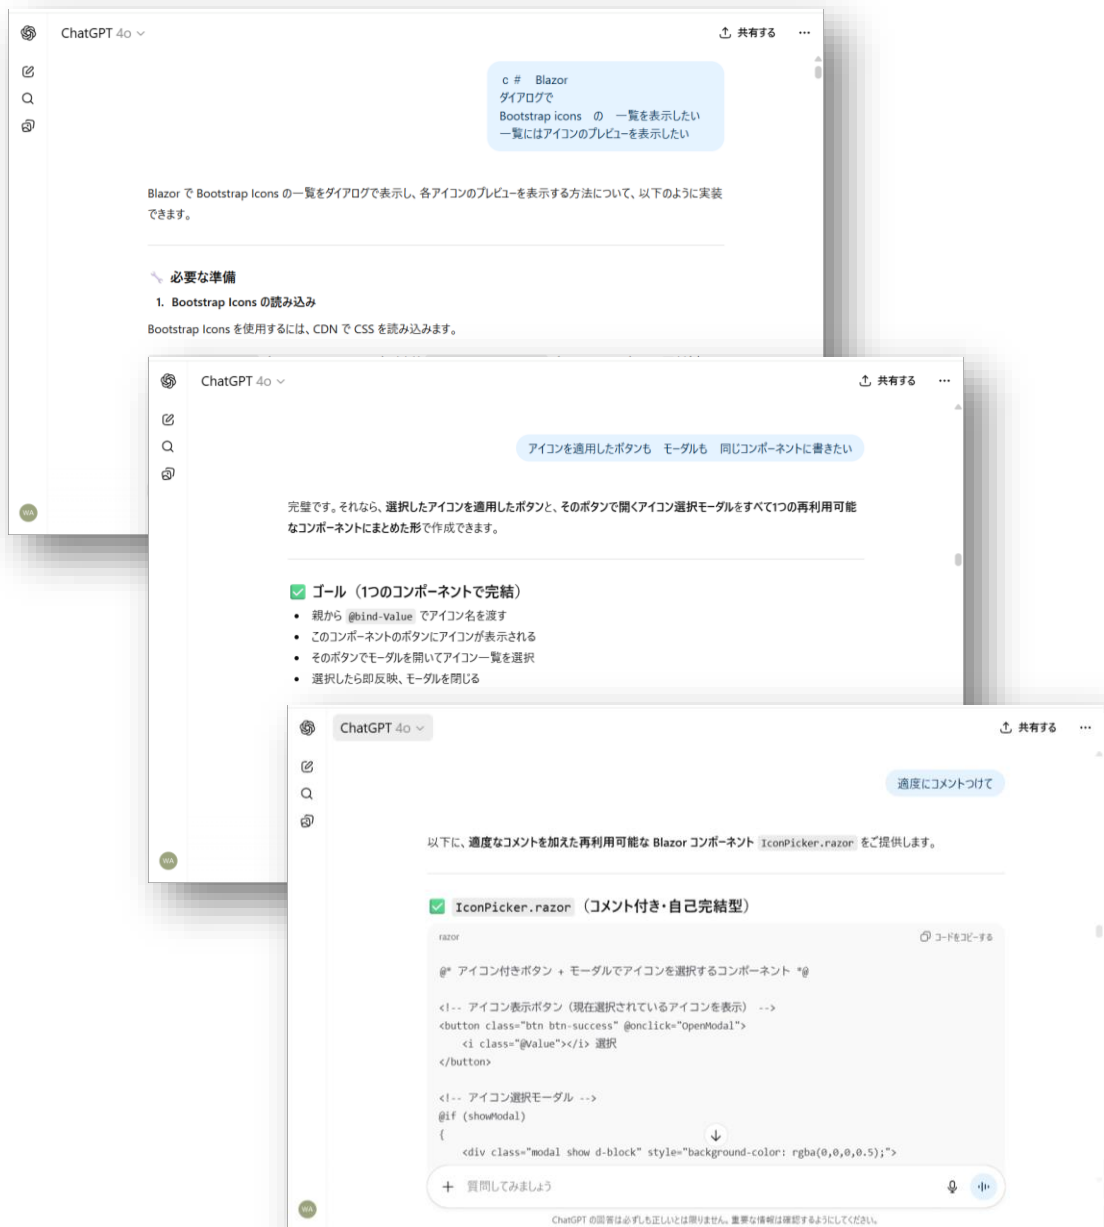 ChatGPT 4o
共有する
c # Blazor
ダイアログで
Bootstrap icons の 一覧を表示したい
一覧にはアイコンのプレビューを表示したい
Blazor で Bootstrap Icons の一覧をダイアログで表示し、各アイコンのプレビューを表示する方法について、以下のように実装
できます。
必要な準備
1. Bootstrap Icons の読み込み
Bootstrap Icons を使用するには、CDN で CSS を読み込みます。
WA
ChatGPT 4o
共有する
アイコンを適用したボタンも モーダルも 同じコンポーネントに書きたい
完璧です。それなら、選択したアイコンを適用したボタンと、そのボタンで開くアイコン選択モーダルをすべて1つの再利用可能
なコンポーネントにまとめた形で作成できます。
ゴール（1つのコンポーネントで完結）
• 親から @bind-Value でアイコン名を渡す
• このコンポーネントのボタンにアイコンが表示される
• そのボタンでモーダルを開いてアイコン一覧を選択
• 選択したら即反映、モーダルを閉じる
WA
ChatGPT 4o
共有する
適度にコメントつけて
以下に、適度なコメントを加えた再利用可能な Blazor コンポーネント IconPicker.razor をご提供します。
IconPicker.razor （コメント付き・自己完結型）
razor
コードをコピーする
@* アイコン付きボタン + モーダルでアイコンを選択するコンポーネント *@
<!-- アイコン表示ボタン（現在選択されているアイコンを表示） -->
<button class="btn btn-success" @onclick="OpenModal">
<i class="@Value"></i> 選択
</button>
<!-- アイコン選択モーダル -->
@if (showModal)
{
<div class="modal show d-block" style="background-color: rgba(0,0,0,0.5);">
質問してみましょう
ChatGPT の回答は必ずしも正しいとは限りません。重要な情報は確認するようにしてください。
WA